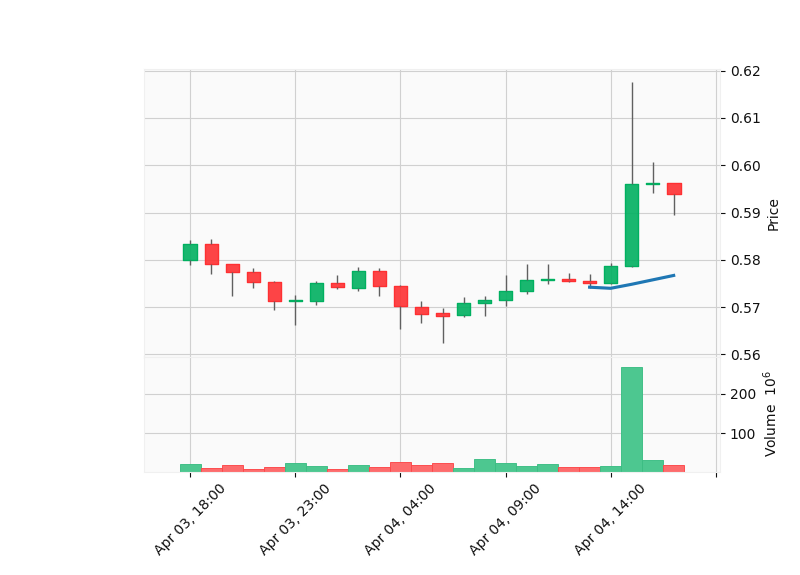 0.62
0.61
0.60
0.59
0.58
0.57
0.56
Price
200
100
Volume 10⁶
Apr 03, 18:00
Apr 03, 23:00
Apr 04, 04:00
Apr 04, 09:00
Apr 04, 14:00